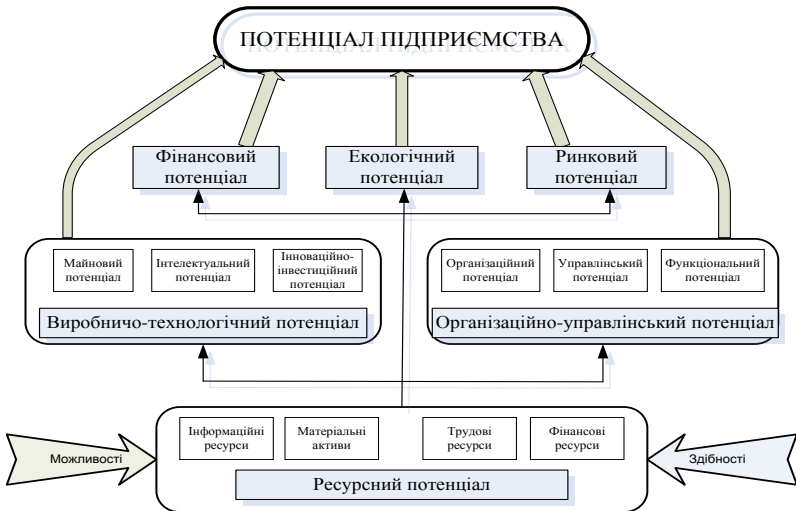 ПОТЕНЦІАЛ ПІДПРИЄМСТВА
Фінансовий
потенціал
Екологічний
потенціал
Ринковий
потенціал
Майновий
потенціал
Інтелектуальний
потенціал
Інноваційно-
інвестиційний
потенціал
Виробничо-технологічний потенціал
Організаційний
потенціал
Управлінський
потенціал
Функціональний
потенціал
Організаційно-управлінський потенціал
Можливості
Інформаційні
ресурси
Матеріальні
активи
Трудові
ресурси
Фінансові
ресурси
Ресурсний потенціал
Здібності